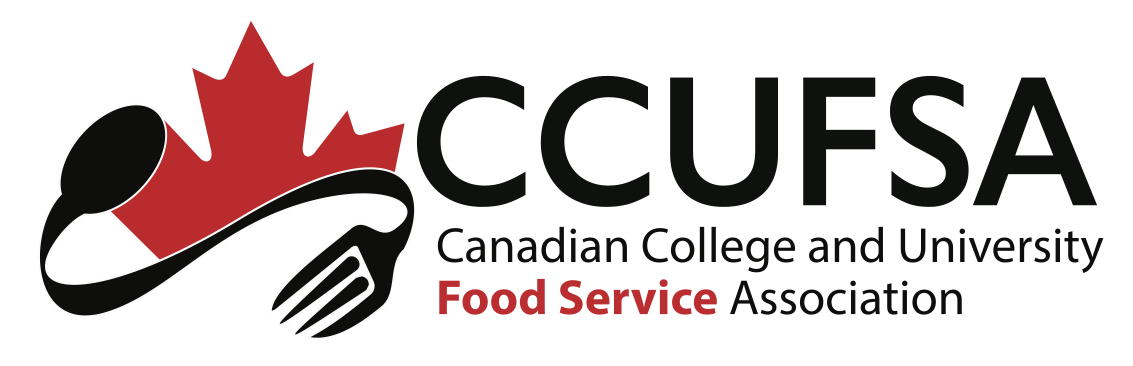 CCUFSA
Canadian College and University
Food Service Association